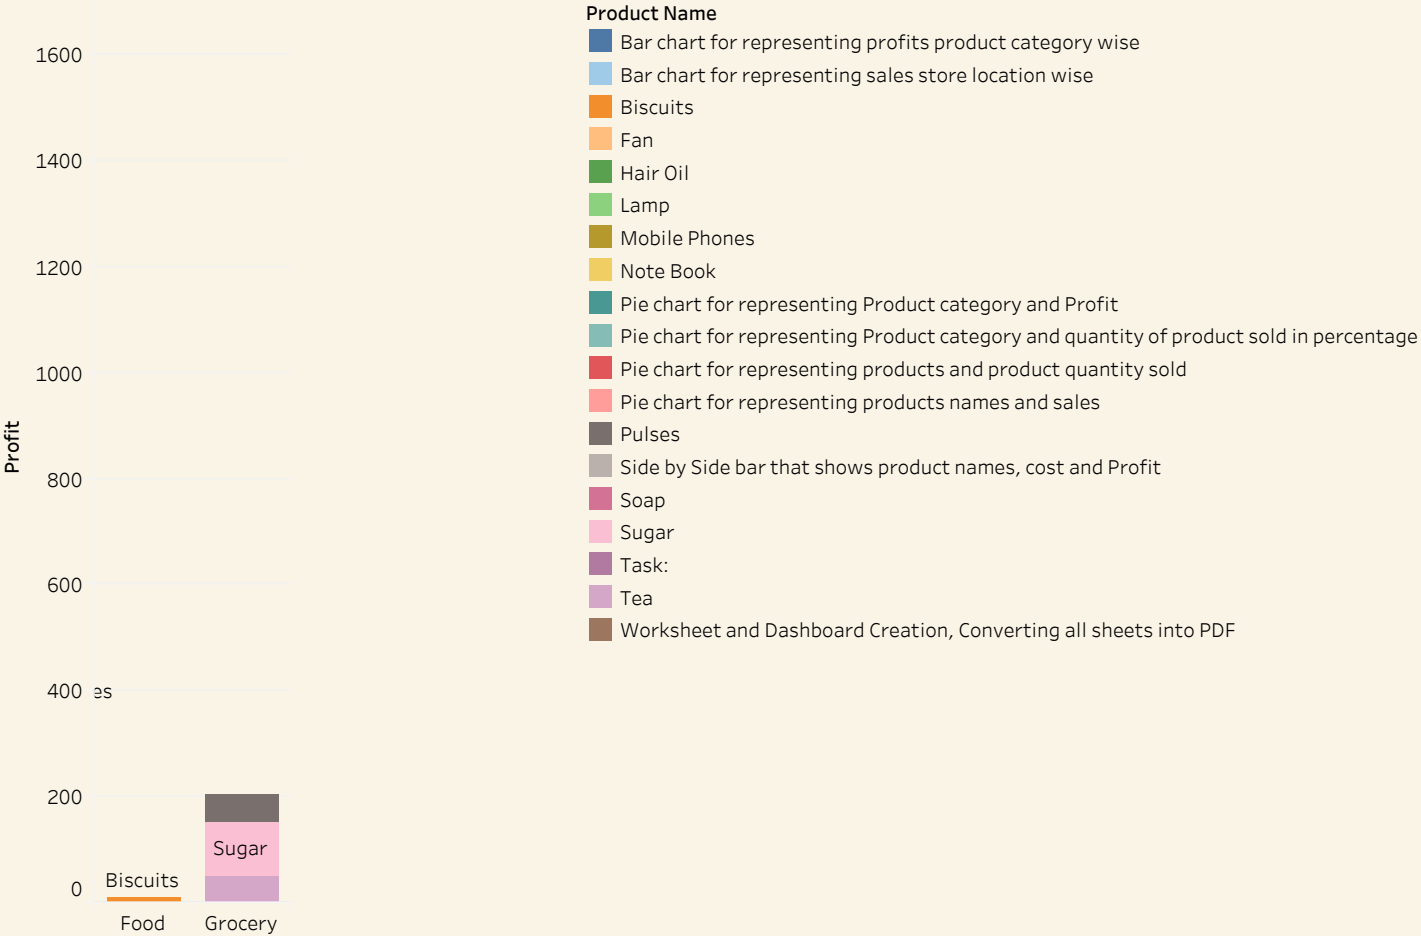 Product Name
Bar chart for representing profits product category wise
Bar chart for representing sales store location wise
Biscuits
Fan
Hair Oil
Lamp
Mobile Phones
Note Book
Pie chart for representing Product category and Profit
Pie chart for representing Product category and quantity of product sold in percentage
Pie chart for representing products and product quantity sold
Pie chart for representing products names and sales
Pulses
Side by Side bar that shows product names, cost and Profit
Soap
Sugar
Task:
Tea
Worksheet and Dashboard Creation, Converting all sheets into PDF
Profit
1600
1400
1200
1000
800
600
400
es
200
0
Sugar
Biscuits
Food
Grocery